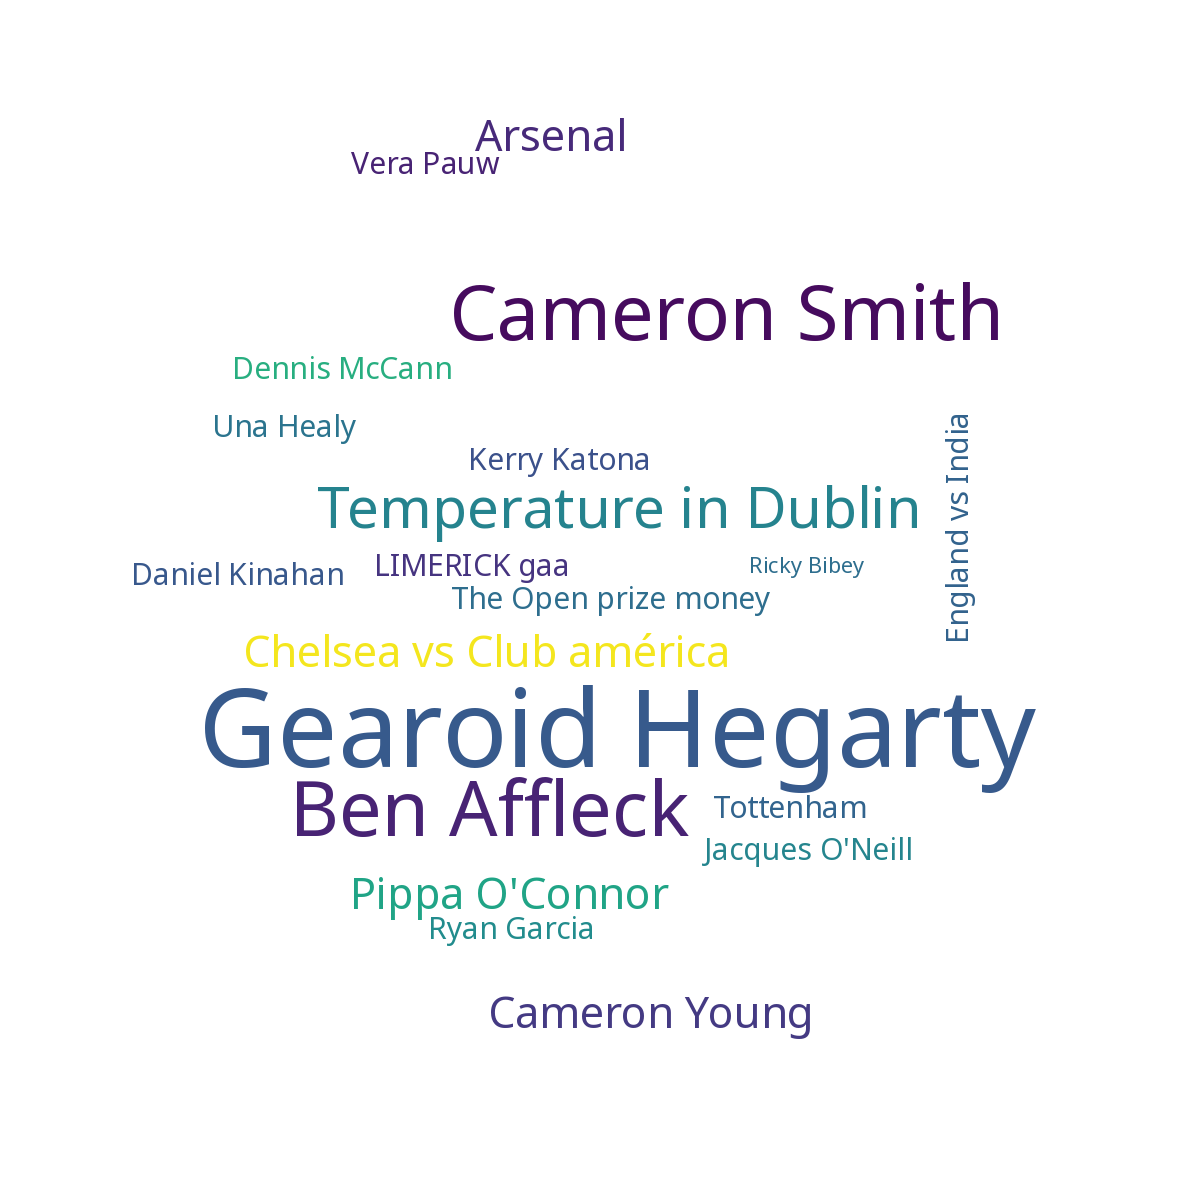 Arsenal
Vera Pauw
Cameron Smith
Dennis McCann
Una Healy
England vs India
Kerry Katona
Temperature in Dublin
LIMERICK gaa
Ricky Bibey
Daniel Kinahan
The Open prize money
Chelsea vs Club américa
Gearoid Hegarty
Ben Affleck
Tottenham
Jacques O'Neill
Pippa O'Connor
Ryan Garcia
Cameron Young